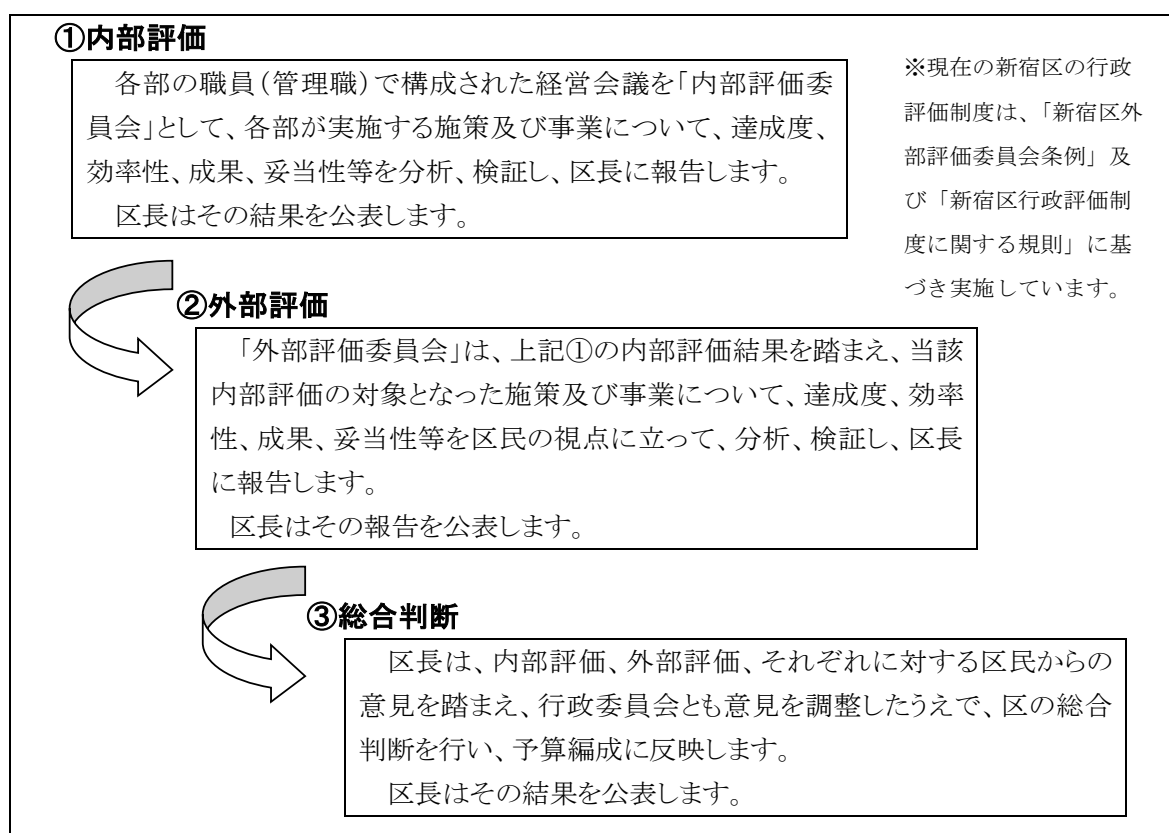 ①内部評価
各部の職員(管理職)で構成された経営会議を「内部評価委
員会」として、各部が実施する施策及び事業について、達成度、
効率性、成果、妥当性等を分析、検証し、区長に報告します。
区長はその結果を公表します。
※現在の新宿区の行政
評価制度は、「新宿区外
部評価委員会条例」及
び「新宿区行政評価制
度に関する規則」に基
づき実施しています。
②外部評価
「外部評価委員会」は、上記①の内部評価結果を踏まえ、当該
内部評価の対象となった施策及び事業について、達成度、効率
性、成果、妥当性等を区民の視点に立って、分析、検証し、区長
に報告します。
区長はその報告を公表します。
③総合判断
区長は、内部評価、外部評価、それぞれに対する区民からの
意見を踏まえ、行政委員会とも意見を調整したうえで、区の総合
判断を行い、予算編成に反映します。
区長はその結果を公表します。